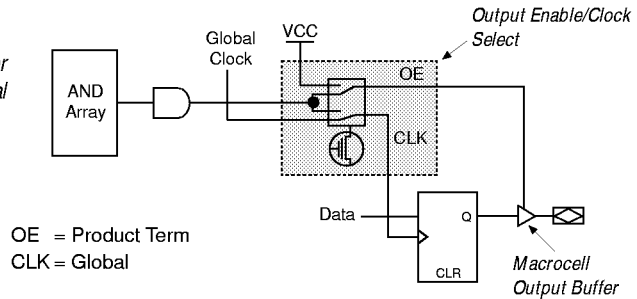 Output Enable/Clock
Select
VCC
Global
Clock
AND
Array
OE
CLK
Data
Q
CLR
OE = Product Term
CLK = Global
Macrocell
Output Buffer